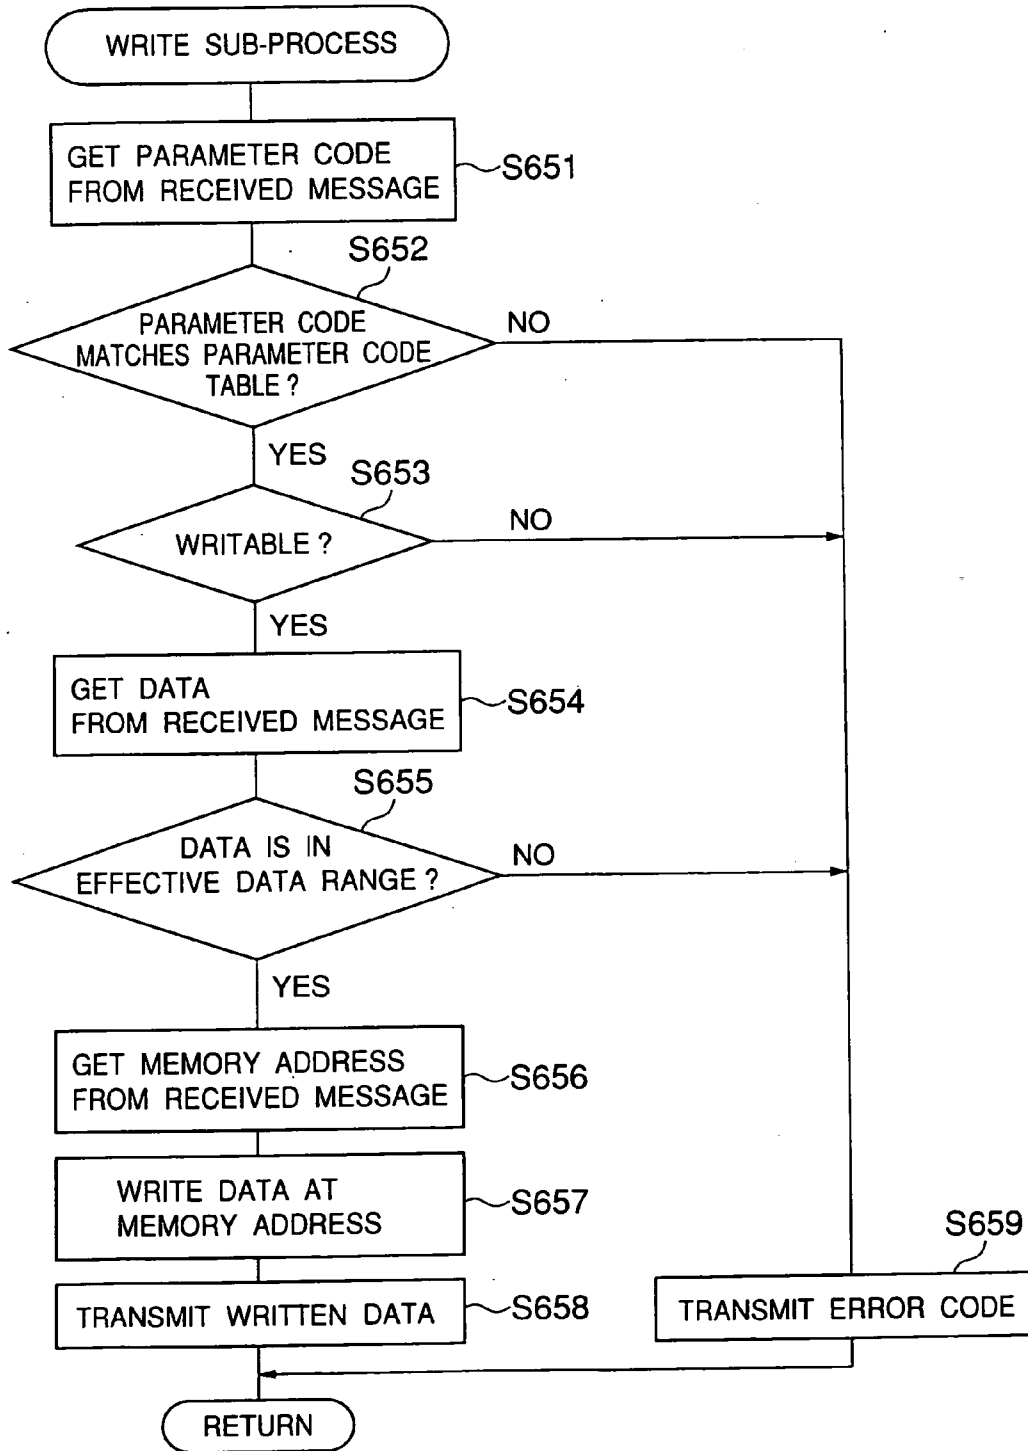 WRITE SUB-PROCESS
GET PARAMETER CODE
FROM RECEIVED MESSAGE
S651
S652
PARAMETER CODE
MATCHES PARAMETER CODE
TABLE?
NO
YES
S653
WRITABLE?
NO
YES
GET DATA
FROM RECEIVED MESSAGE
S654
S655
DATA IS IN
EFFECTIVE DATA RANGE?
NO
YES
GET MEMORY ADDRESS
FROM RECEIVED MESSAGE
S656
WRITE DATA AT
MEMORY ADDRESS
S657
S659
TRANSMIT WRITTEN DATA
S658
TRANSMIT ERROR CODE
RETURN